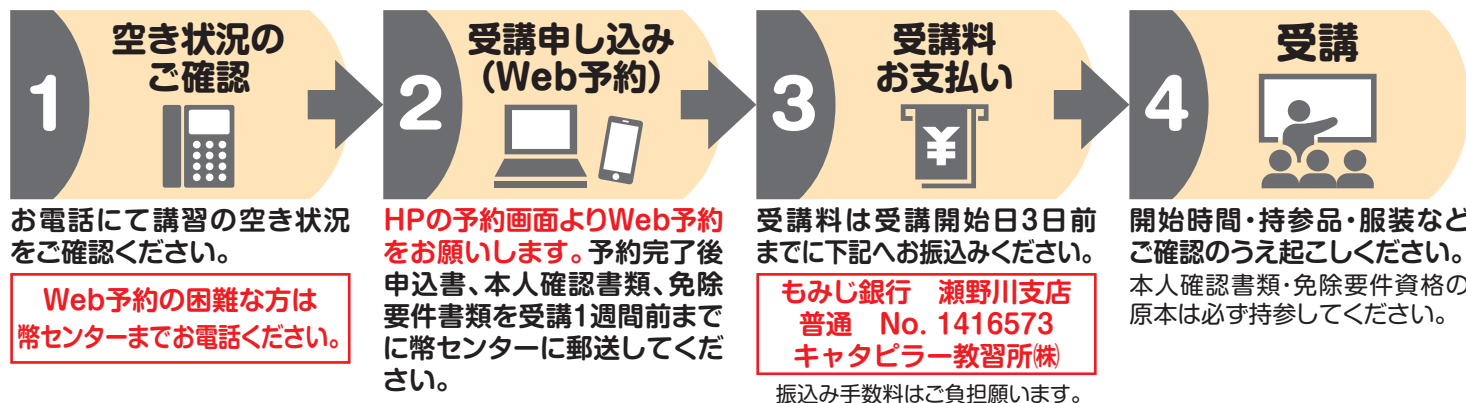 1
空き状況の
ご確認
お電話にて講習の空き状況
をご確認ください。
Web予約の困難な方は
幣センターまでお電話ください。
2
受講申し込み
(Web予約)
HPの予約画面よりWeb予約
をお願いします。予約完了後
申込書、本人確認書類、免除
要件書類を受講1週間前まで
に幣センターに郵送してくだ
さい。
3
受講料
お支払い
¥
受講料は受講開始日3日前
までに下記へお振込みください。
もみじ銀行 瀬野川支店
普通 No. 1416573
キャタピラー教習所㈱
振込み手数料はご負担願います。
4
受講
開始時間・持参品・服装など
ご確認のうえ起こしください。
本人確認書類・免除要件資格の
原本は必ず持参してください。